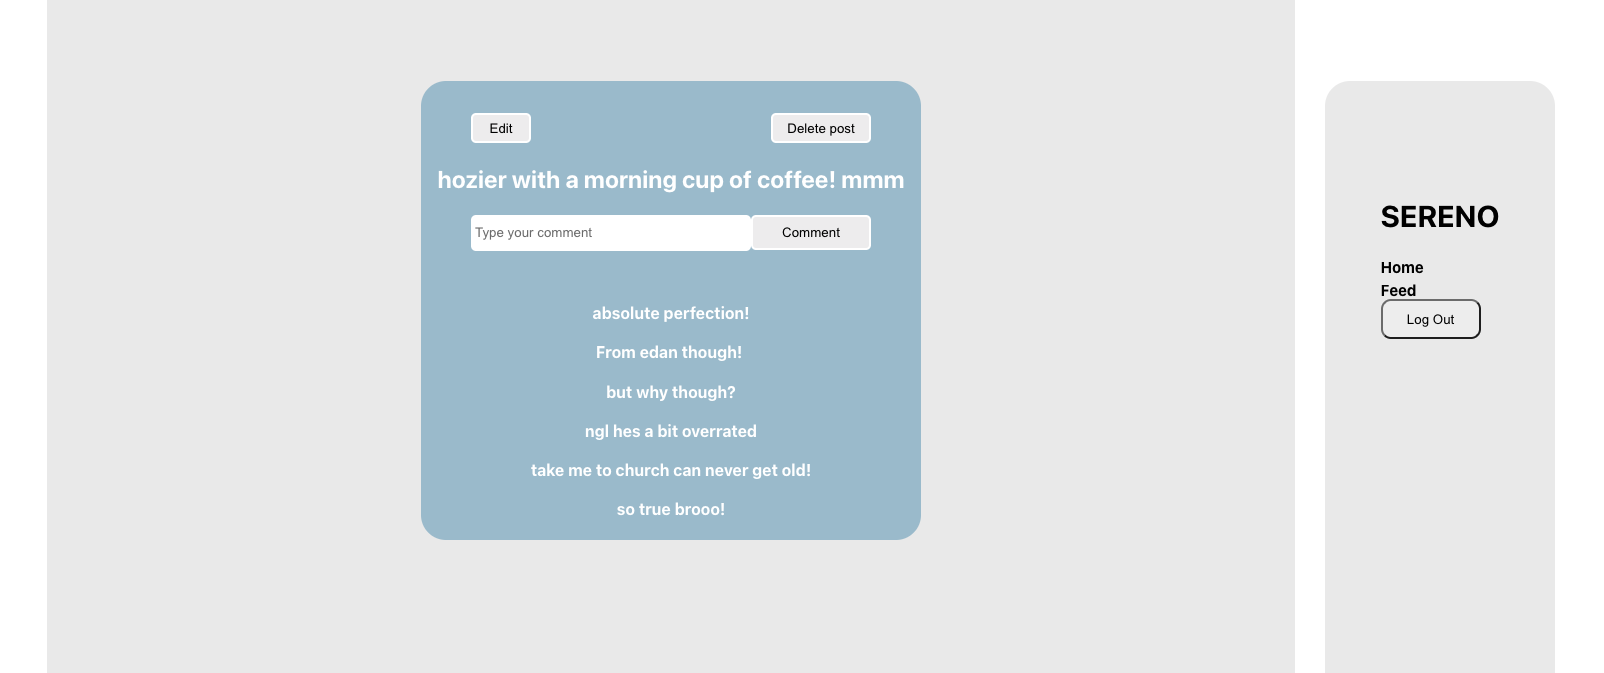 Edit
Delete post
hozier with a morning cup of coffee! mmm
Type your comment
Comment
absolute perfection!
From edan though!
but why though?
ngl hes a bit overrated
take me to church can never get old!
so true brooo!
SERENO
Home
Feed
Log Out